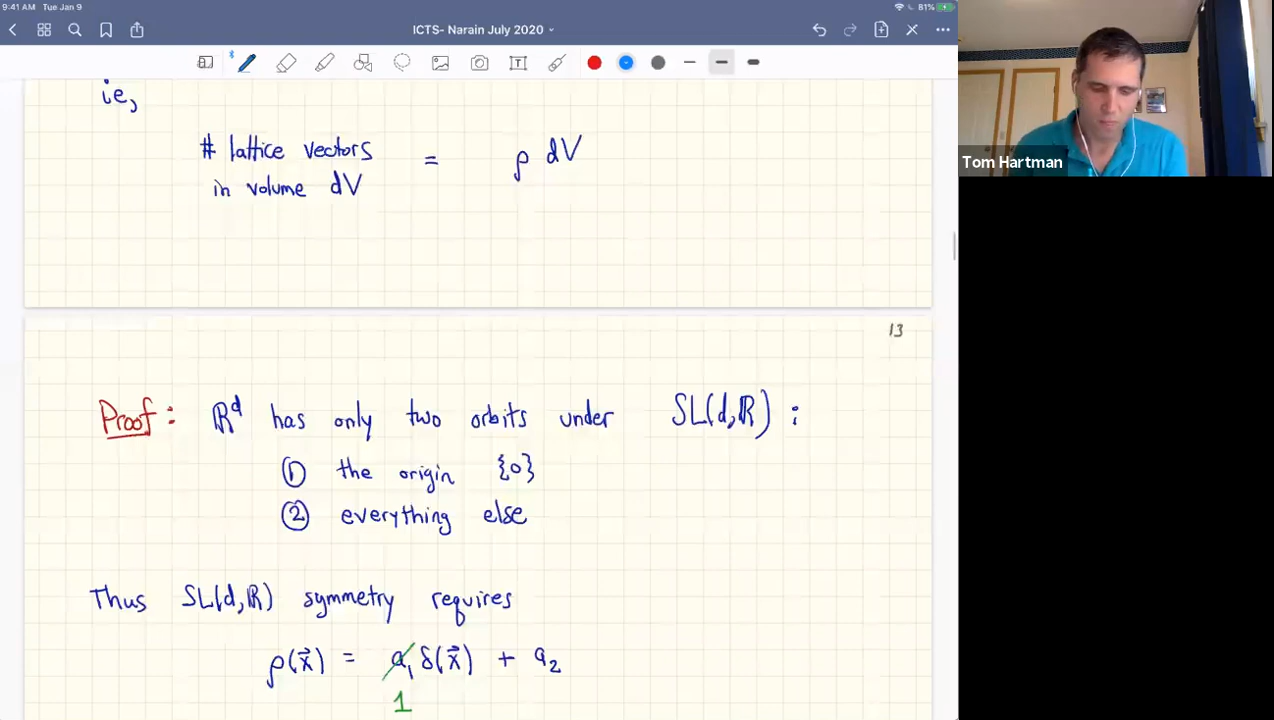 9:41 AM Tue Jan 9
81%
ICTS- Narain July 2020
ie,
# lattice vectors in volume dV = ρ dV
13
Proof: ℝᵈ has only two orbits under SL(d,ℝ):
① the origin {0}
② everything else
Thus SL(d,ℝ) symmetry requires
ρ(x⃗) = a₁ δ(x⃗) + a₂
1
Tom Hartman